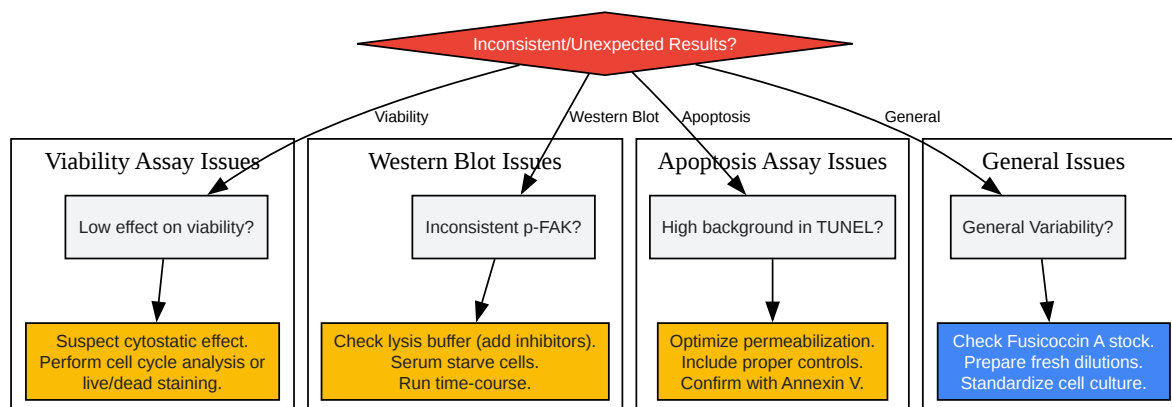 Inconsistent/Unexpected Results?
Viability
Western Blot
Apoptosis
General
Viability Assay Issues
Western Blot Issues
Apoptosis Assay Issues
General Issues
Low effect on viability?
Inconsistent p-FAK?
High background in TUNEL?
General Variability?
Suspect cytostatic effect.
Perform cell cycle analysis or
live/dead staining.
Check lysis buffer (add inhibitors).
Serum starve cells.
Run time-course.
Optimize permeabilization.
Include proper controls.
Confirm with Annexin V.
Check Fusicoccin A stock.
Prepare fresh dilutions.
Standardize cell culture.